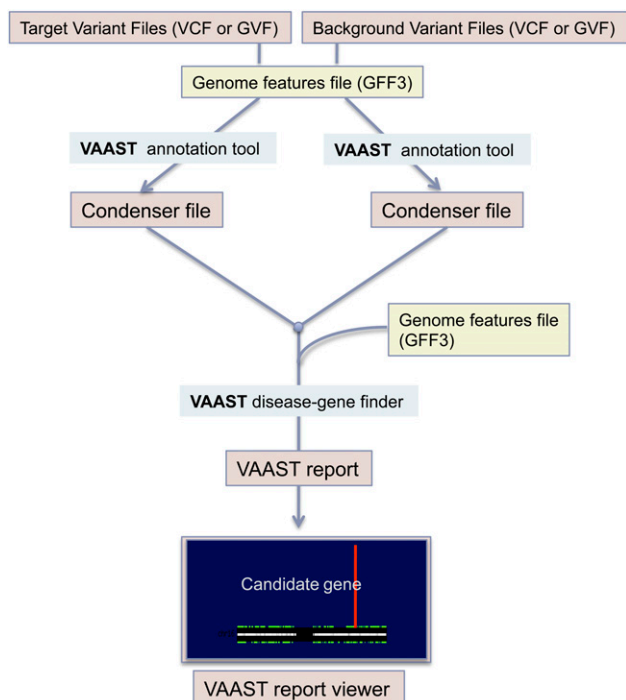 Target Variant Files (VCF or GVF)
Background Variant Files (VCF or GVF)
Genome features file (GFF3)
VAAST annotation tool
VAAST annotation tool
Condenser file
Condenser file
Genome features file
(GFF3)
VAAST disease-gene finder
VAAST report
Candidate gene
VAAST report viewer